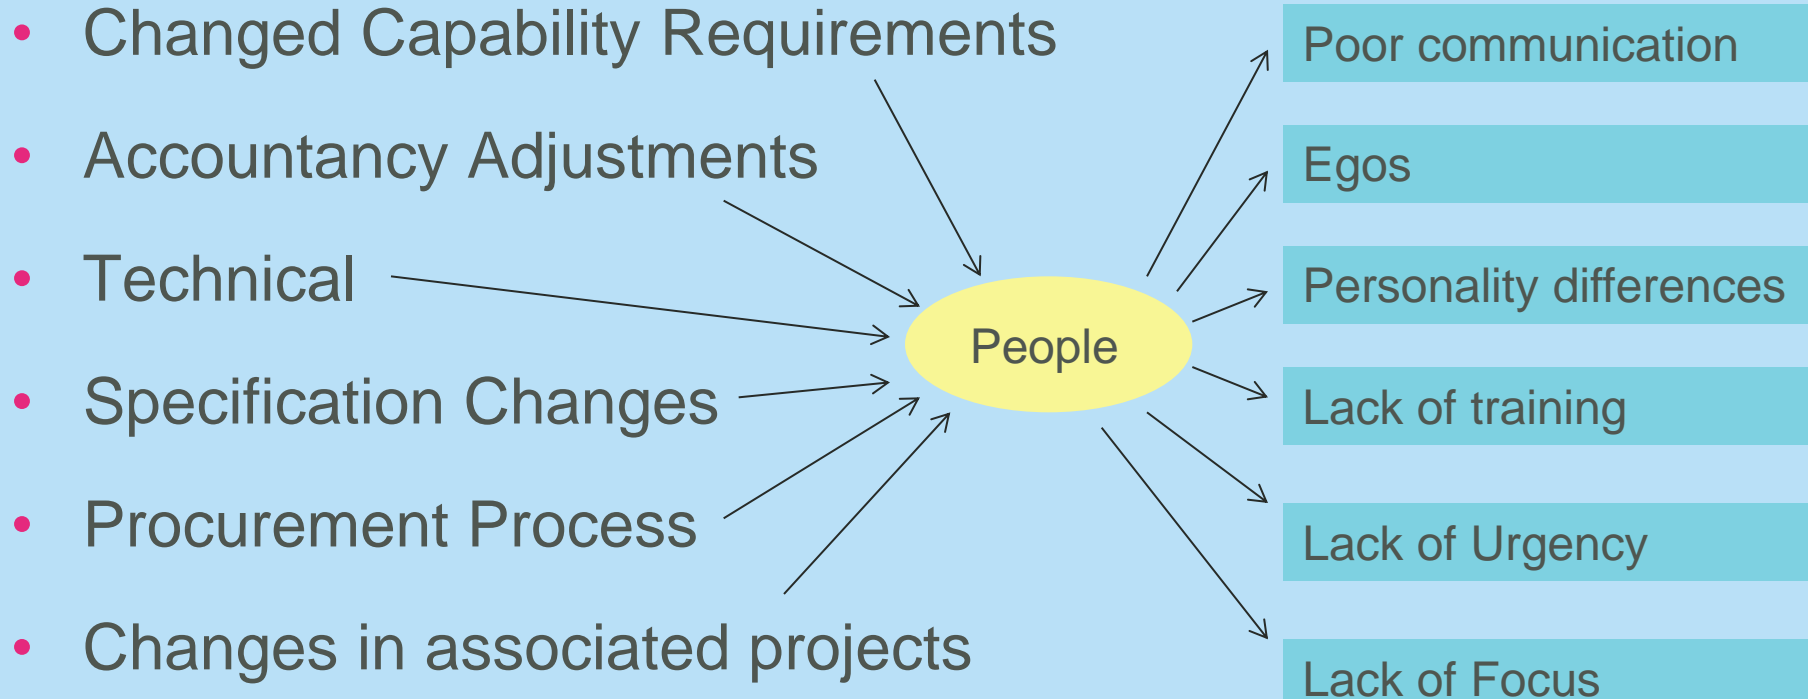 • Changed Capability Requirements
• Accountancy Adjustments
• Technical
• Specification Changes
• Procurement Process
• Changes in associated projects
People
Poor communication
Egos
Personality differences
Lack of training
Lack of Urgency
Lack of Focus